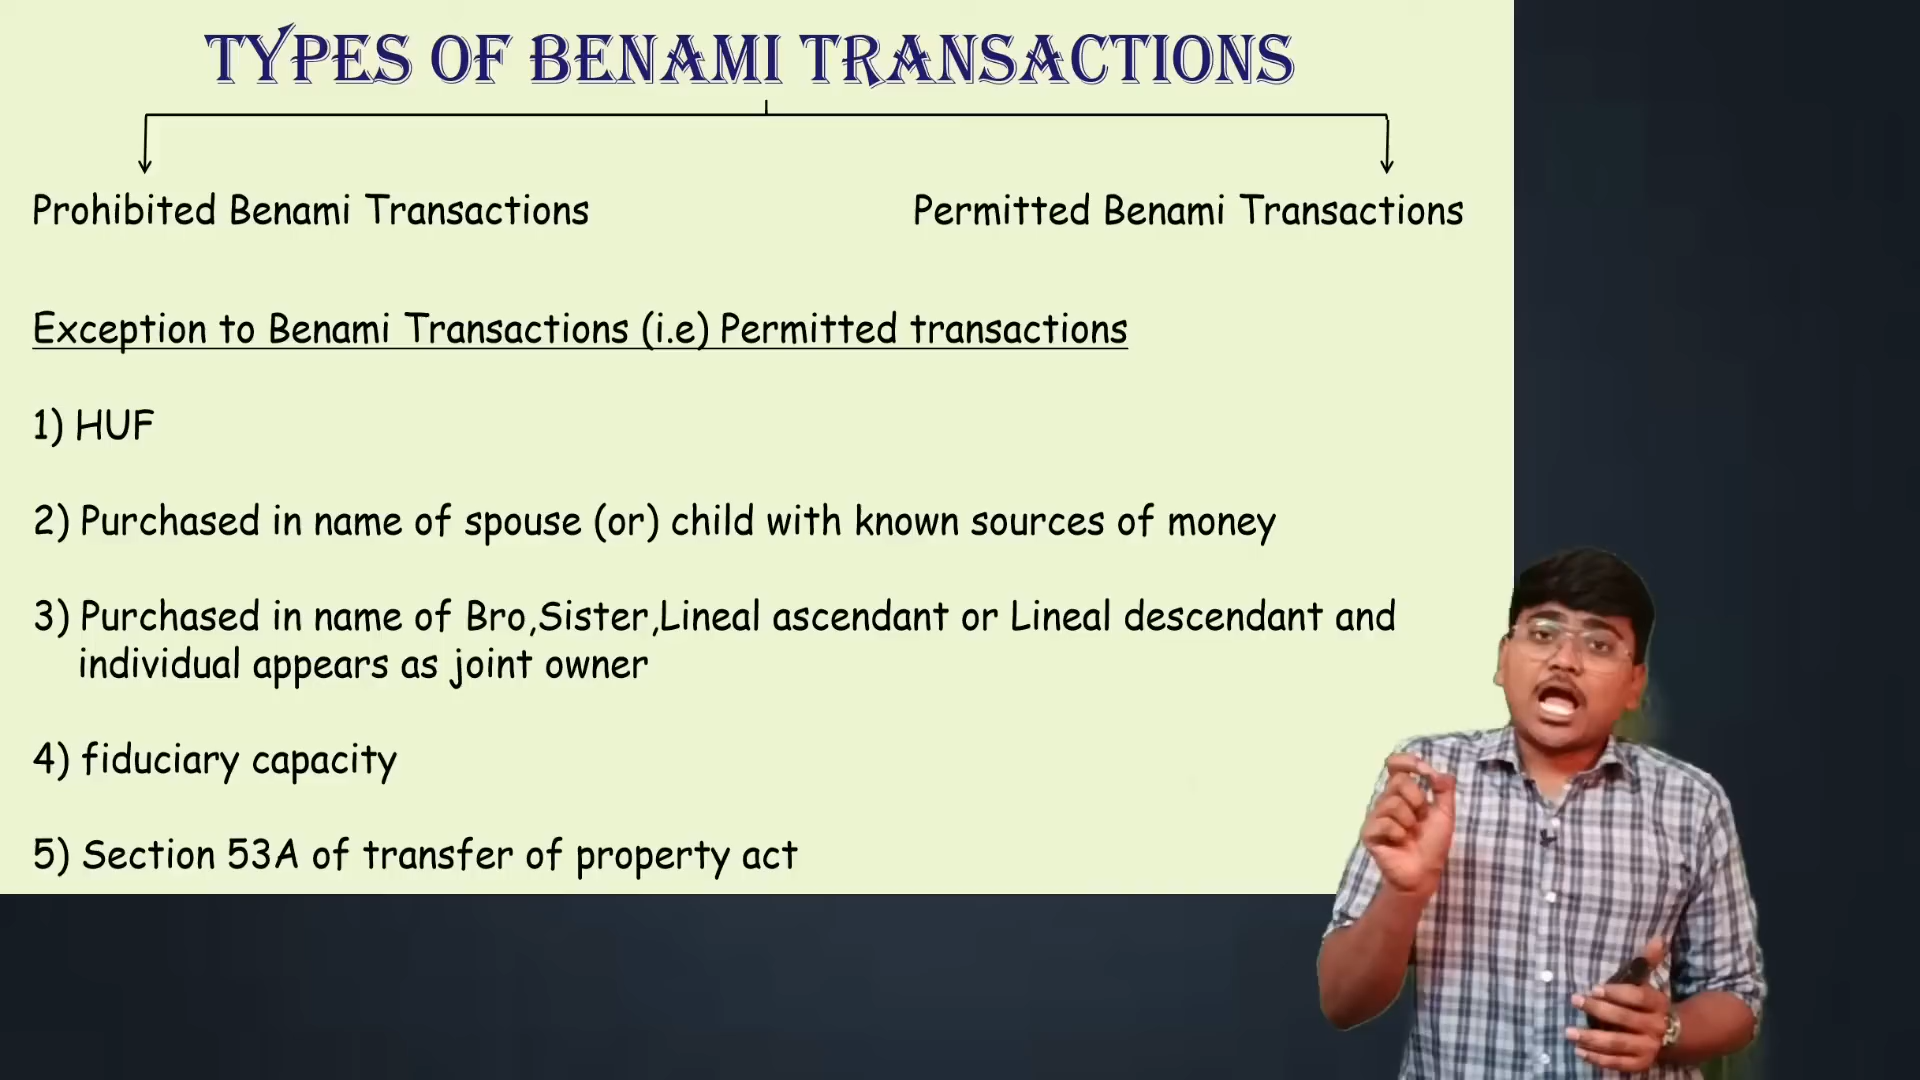 TYPES OF BENAMI TRANSACTIONS
Prohibited Benami Transactions
Permitted Benami Transactions
Exception to Benami Transactions (i.e) Permitted transactions
1) HUF
2) Purchased in name of spouse (or) child with known sources of money
3) Purchased in name of Bro,Sister,Lineal ascendant or Lineal descendant and
individual appears as joint owner
4) fiduciary capacity
5) Section 53A of transfer of property act